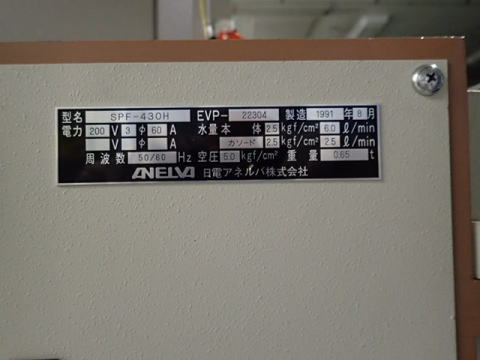 型名 SPF-430H EVP- 22304 製造 1991 年 8 月
電力 200 V 3 φ 60 A 水量 本体 2.5 kgf/cm² 6.0 ℓ/min
V φ A カソード 2.5 kgf/cm² 2.5 ℓ/min
周波数 50/60 Hz 空圧 5.0 kgf/cm² 重量 0.65 t
ANELVA 日電アネルバ株式会社